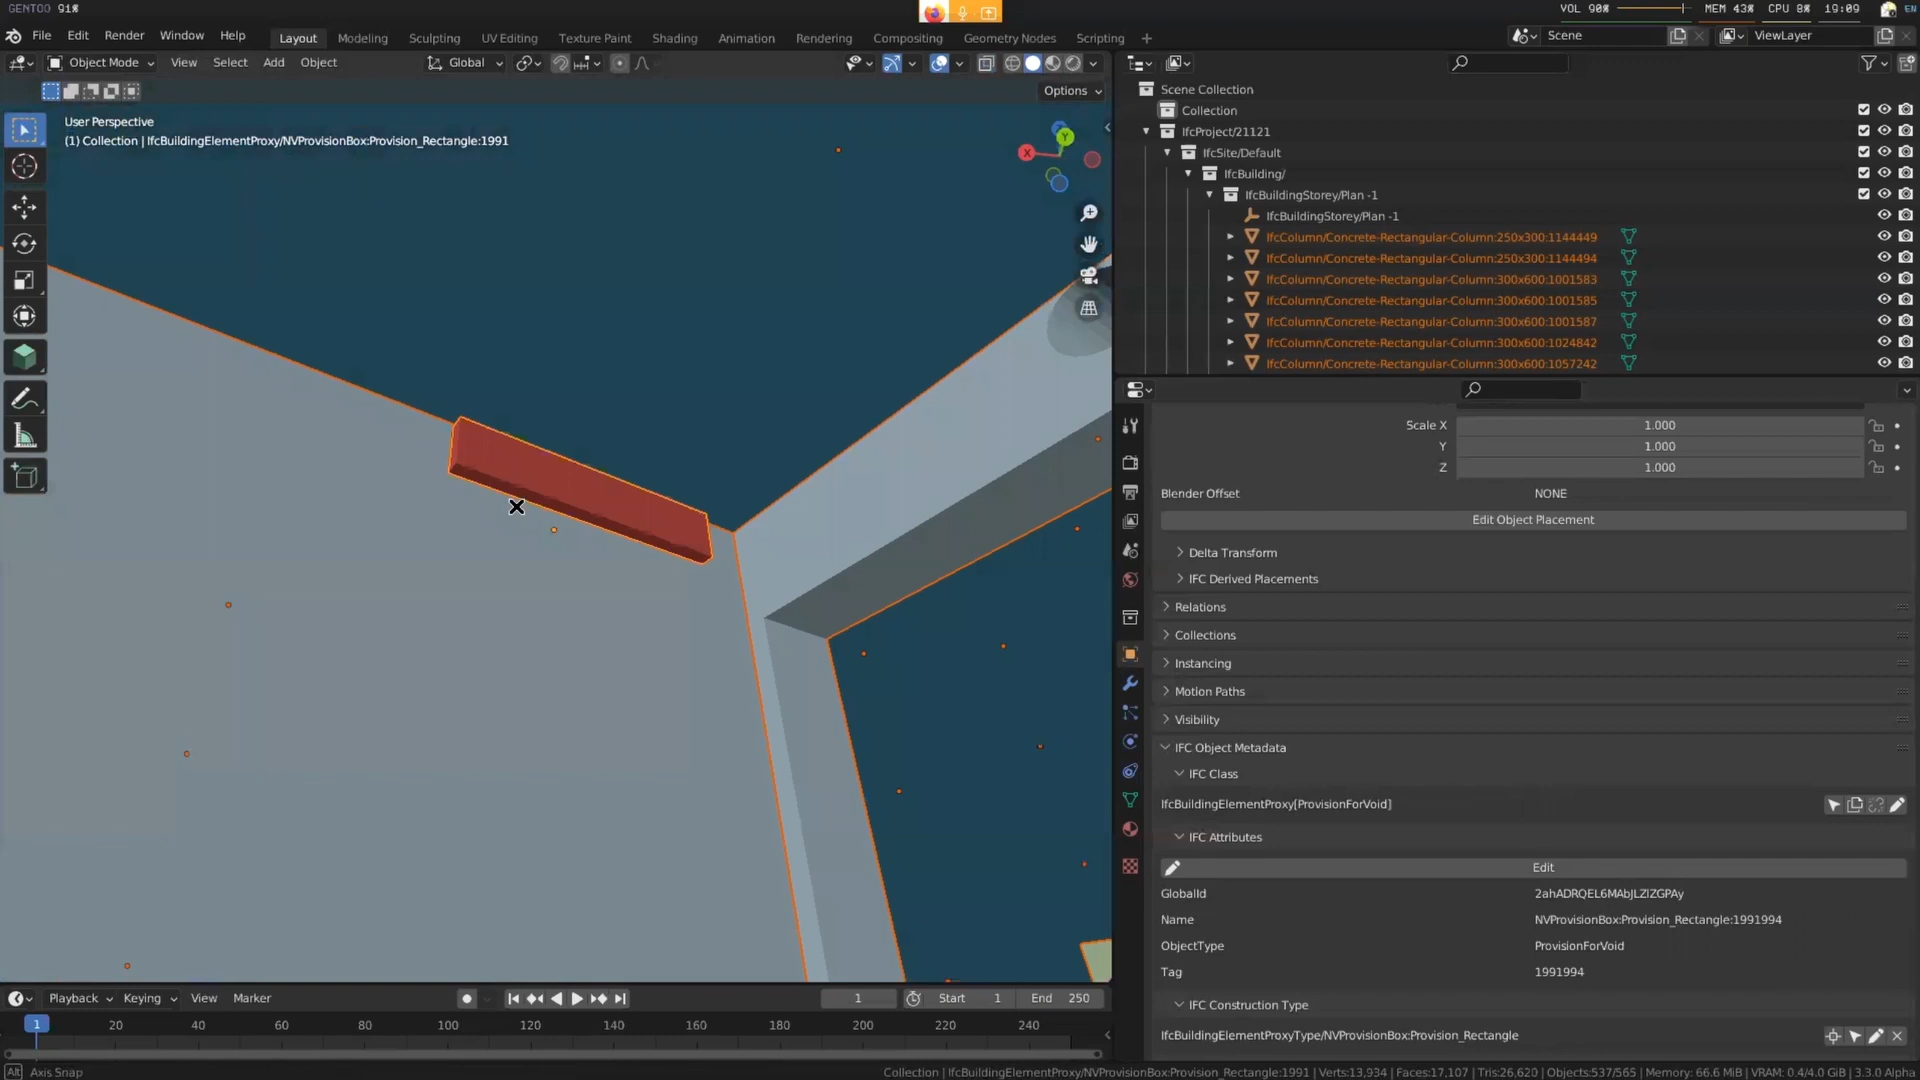 GENTOO 91%
VOL 90% MEM 43% CPU 8% 19:09 EN
File Edit Render Window Help Layout Modeling Sculpting UV Editing Texture Paint Shading Animation Rendering Compositing Geometry Nodes Scripting + Scene ViewLayer
Object Mode View Select Add Object Global
Options
User Perspective
(1) Collection | IfcBuildingElementProxy/NVProvisionBox:Provision_Rectangle:1991
X
Y
Scene Collection
Collection
IfcProject/21121
IfcSite/Default
IfcBuilding/
IfcBuildingStorey/Plan -1
IfcBuildingStorey/Plan -1
IfcColumn/Concrete-Rectangular-Column:250x300:1144449
IfcColumn/Concrete-Rectangular-Column:250x300:1144494
IfcColumn/Concrete-Rectangular-Column:300x600:1001583
IfcColumn/Concrete-Rectangular-Column:300x600:1001585
IfcColumn/Concrete-Rectangular-Column:300x600:1001587
IfcColumn/Concrete-Rectangular-Column:300x600:1024842
IfcColumn/Concrete-Rectangular-Column:300x600:1057242
Scale X 1.000
Y 1.000
Z 1.000
Blender Offset NONE
Edit Object Placement
Delta Transform
IFC Derived Placements
Relations
Collections
Instancing
Motion Paths
Visibility
IFC Object Metadata
IFC Class
IfcBuildingElementProxy[ProvisionForVoid]
IFC Attributes
Edit
GlobalId 2ahADRQEL6MAbJLZIZGPAy
Name NVProvisionBox:Provision_Rectangle:1991994
ObjectType ProvisionForVoid
Tag 1991994
IFC Construction Type
IfcBuildingElementProxyType/NVProvisionBox:Provision_Rectangle
Playback Keying View Marker 1 Start 1 End 250
1 20 40 60 80 100 120 140 160 180 200 220 240
Alt Axis Snap
Collection | IfcBuildingElementProxy/NVProvisionBox:Provision_Rectangle:1991 | Verts:13,934 | Faces:17,107 | Tris:26,620 | Objects:537/565 | Memory: 66.6 MiB | VRAM: 0.4/4.0 GiB | 3.3.0 Alpha